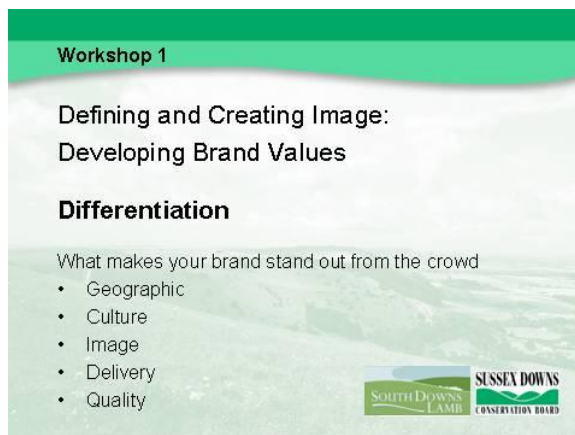 Workshop 1
Defining and Creating Image:
Developing Brand Values
Differentiation
What makes your brand stand out from the crowd
• Geographic
• Culture
• Image
• Delivery
• Quality
SOUTH DOWNS
LAMB
SUSSEX DOWNS
CONSERVATION BOARD